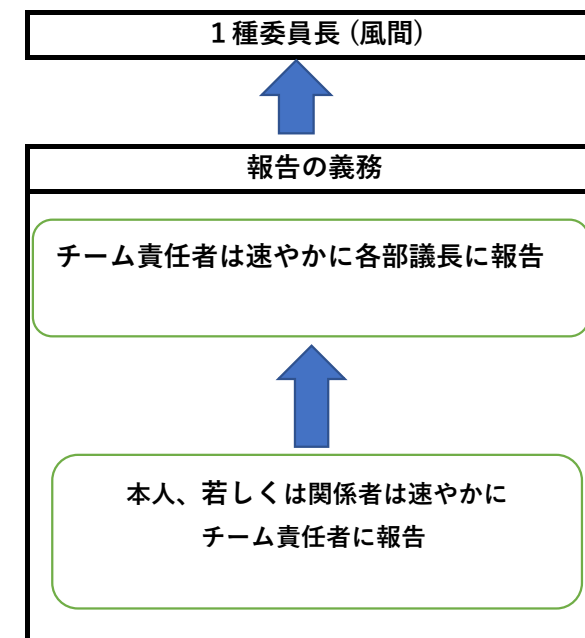 １種委員長 (風間)
報告の義務
チーム責任者は速やかに各部議長に報告
本人、若しくは関係者は速やかに
チーム責任者に報告